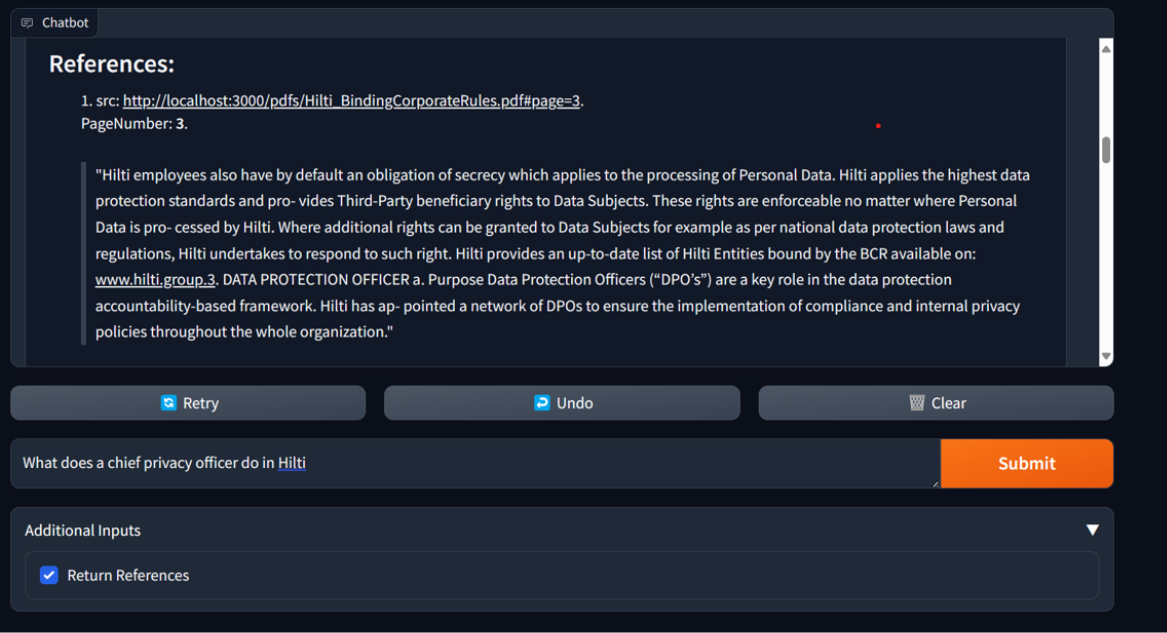 Chatbot
References:
1. src: http://localhost:3000/pdfs/Hilti_BindingCorporateRules.pdf#page=3.
PageNumber: 3.
"Hilti employees also have by default an obligation of secrecy which applies to the processing of Personal Data. Hilti applies the highest data
protection standards and pro- vides Third-Party beneficiary rights to Data Subjects. These rights are enforceable no matter where Personal
Data is pro- cessed by Hilti. Where additional rights can be granted to Data Subjects for example as per national data protection laws and
regulations, Hilti undertakes to respond to such right. Hilti provides an up-to-date list of Hilti Entities bound by the BCR available on:
www.hilti.group.3. DATA PROTECTION OFFICER a. Purpose Data Protection Officers (“DPO’s”) are a key role in the data protection
accountability-based framework. Hilti has ap- pointed a network of DPOs to ensure the implementation of compliance and internal privacy
policies throughout the whole organization."
Retry
Undo
Clear
What does a chief privacy officer do in Hilti
Submit
Additional Inputs
Return References